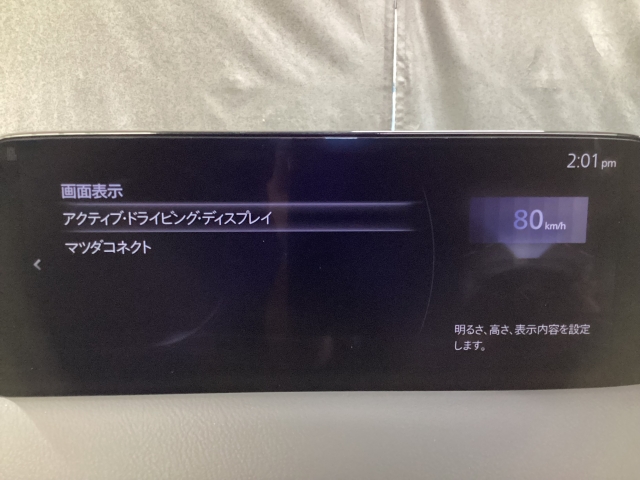 2:01 pm
画面表示
アクティブ・ドライビング・ディスプレイ
マツダコネクト
80 km/h
明るさ、高さ、表示内容を設定
します。